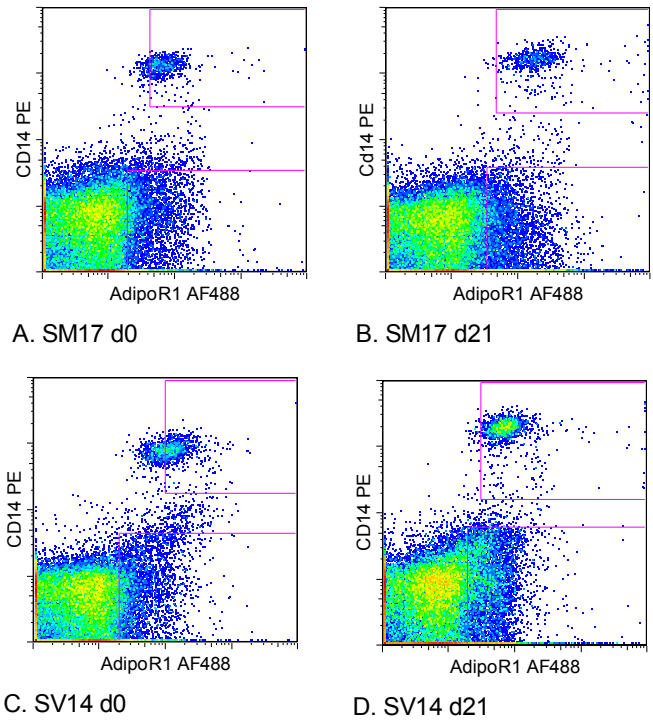 CD14 PE
AdipoR1 AF488
A. SM17 d0
Cd14 PE
AdipoR1 AF488
B. SM17 d21
CD14 PE
AdipoR1 AF488
C. SV14 d0
CD14 PE
AdipoR1 AF488
D. SV14 d21